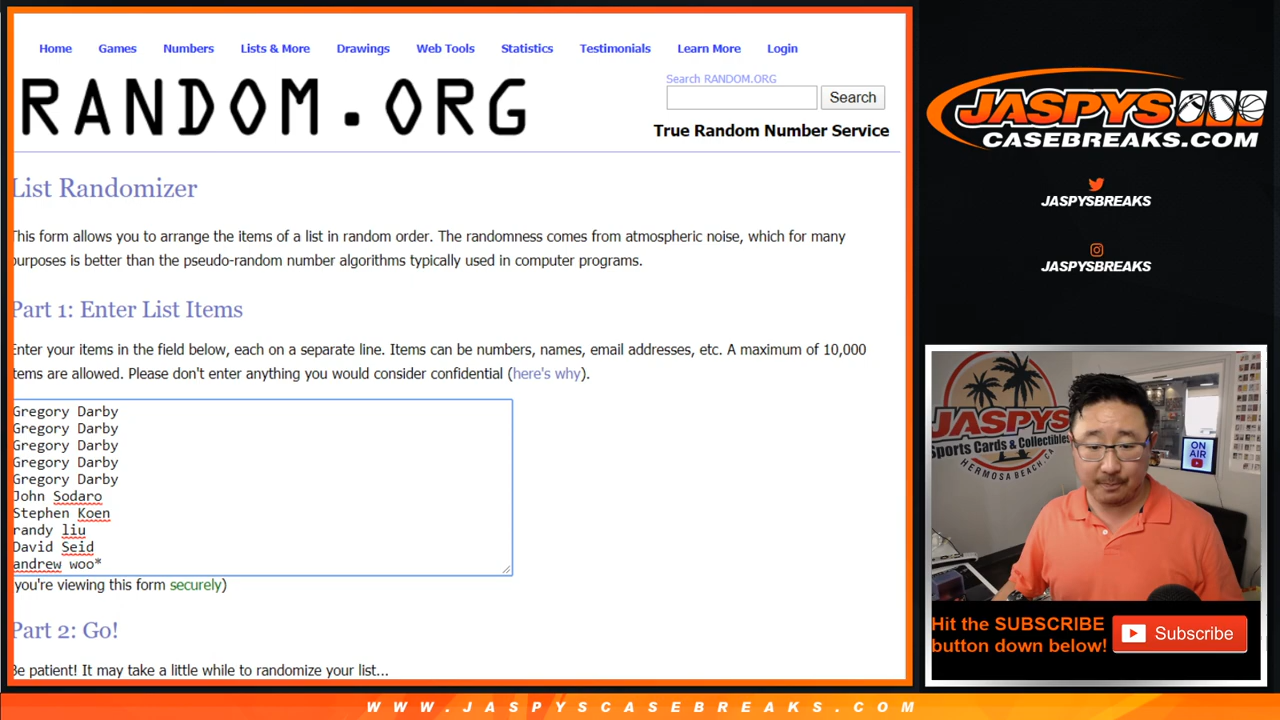 Home Games Numbers Lists & More Drawings Web Tools Statistics Testimonials Learn More Login
RANDOM.ORG
Search RANDOM.ORG
Search
True Random Number Service
List Randomizer
This form allows you to arrange the items of a list in random order. The randomness comes from atmospheric noise, which for many
purposes is better than the pseudo-random number algorithms typically used in computer programs.
Part 1: Enter List Items
Enter your items in the field below, each on a separate line. Items can be numbers, names, email addresses, etc. A maximum of 10,000
items are allowed. Please don't enter anything you would consider confidential (here's why).
Gregory Darby
Gregory Darby
Gregory Darby
Gregory Darby
Gregory Darby
John Sodaro
Stephen Koen
randy liu
David Seid
andrew woo*
you're viewing this form securely)
Part 2: Go!
Be patient! It may take a little while to randomize your list...
JASPYS
CASEBREAKS.COM
JASPYSBREAKS
JASPYSBREAKS
JASPYS
Sports Cards & Collectibles
HERMOSA BEACH, CA
ON
AIR
Hit the SUBSCRIBE
button down below!
Subscribe
WWW.JASPYSCASEBREAKS.COM